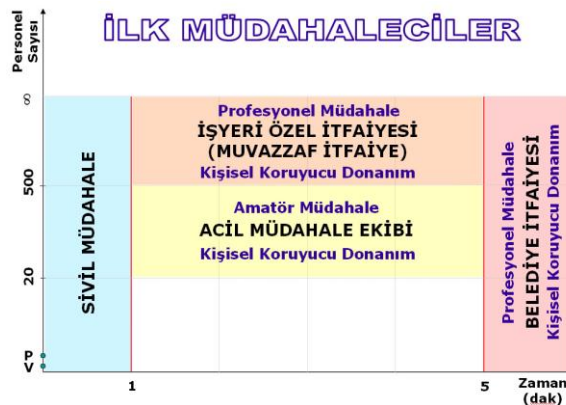 Personel
Sayısı
İLK MÜDAHALECİLER
∞
500
20
P
V
SİVİL MÜDAHALE
Profesyonel Müdahale
İŞYERİ ÖZEL İTFAİYESİ
(MUVAZZAF İTFAİYE)
Kişisel Koruyucu Donanım
Amatör Müdahale
ACİL MÜDAHALE EKİBİ
Kişisel Koruyucu Donanım
Profesyonel Müdahale
BELEDİYE İTFAİYESİ
Kişisel Koruyucu Donanım
1
5
Zaman
(dak)